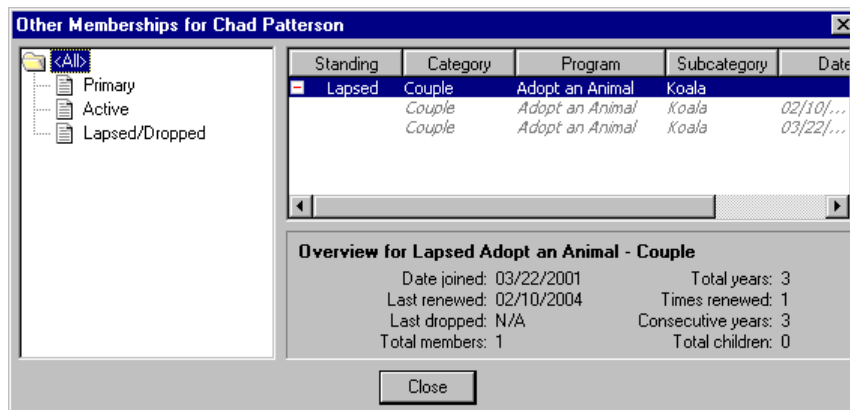 Other Memberships for Chad Patterson
<All>
Primary
Active
Lapsed/Dropped
Standing Category Program Subcategory Date
Lapsed Couple Adopt an Animal Koala
Couple Adopt an Animal Koala 02/10/...
Couple Adopt an Animal Koala 03/22/...
Overview for Lapsed Adopt an Animal - Couple
Date joined: 03/22/2001 Total years: 3
Last renewed: 02/10/2004 Times renewed: 1
Last dropped: N/A Consecutive years: 3
Total members: 1 Total children: 0
Close